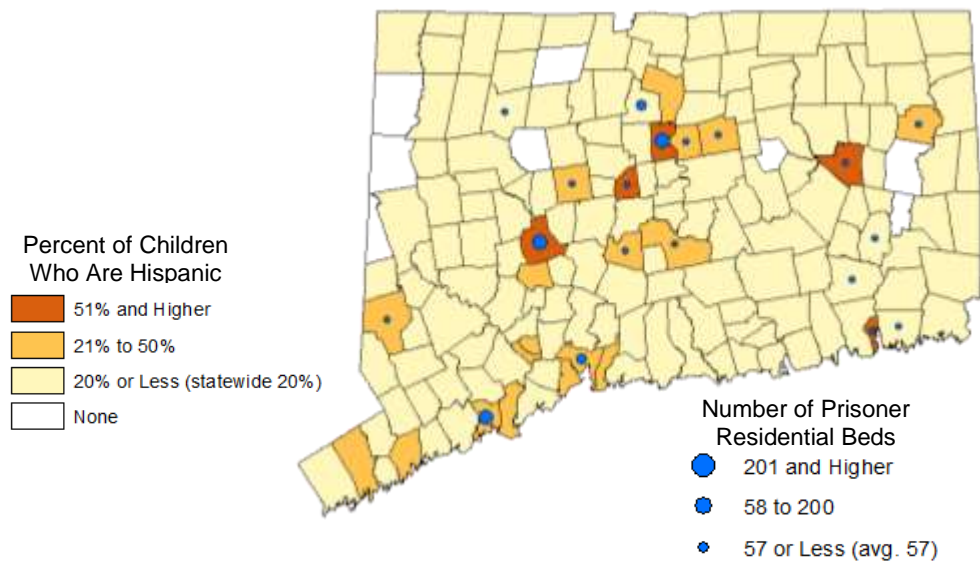 Percent of Children
Who Are Hispanic
51% and Higher
21% to 50%
20% or Less (statewide 20%)
None
Number of Prisoner
Residential Beds
201 and Higher
58 to 200
57 or Less (avg. 57)